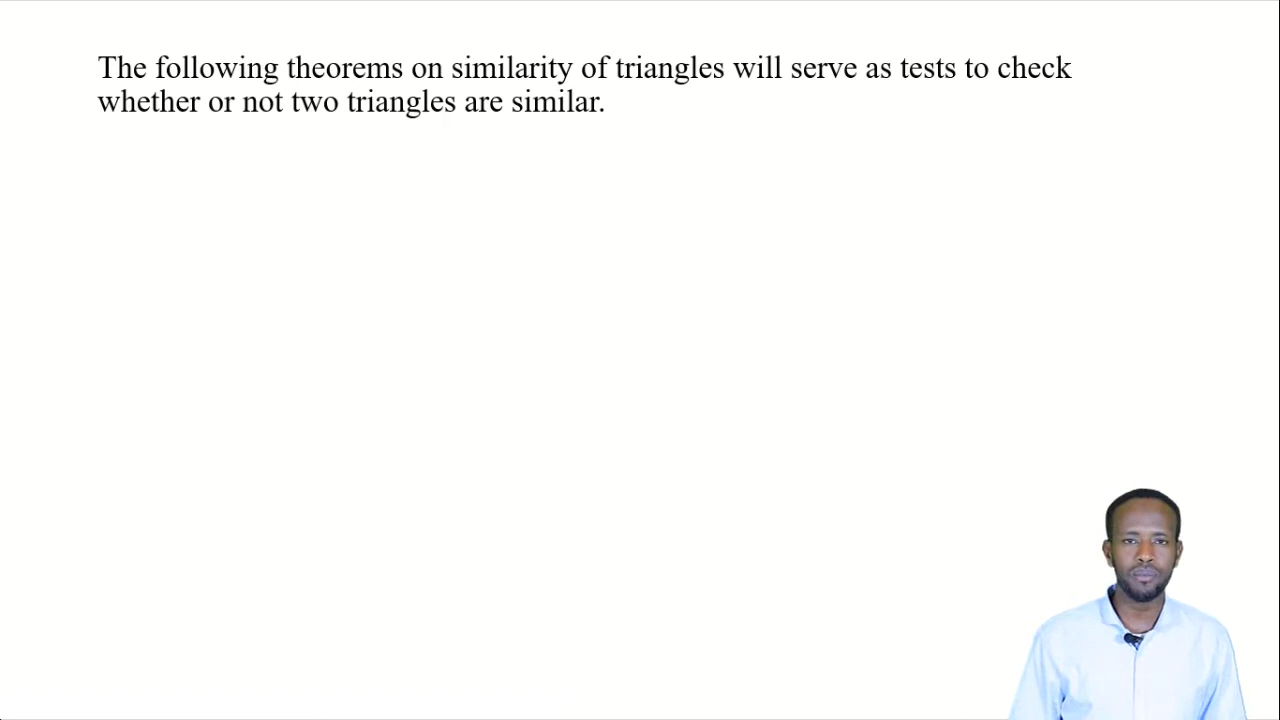 The following theorems on similarity of triangles will serve as tests to check
whether or not two triangles are similar.